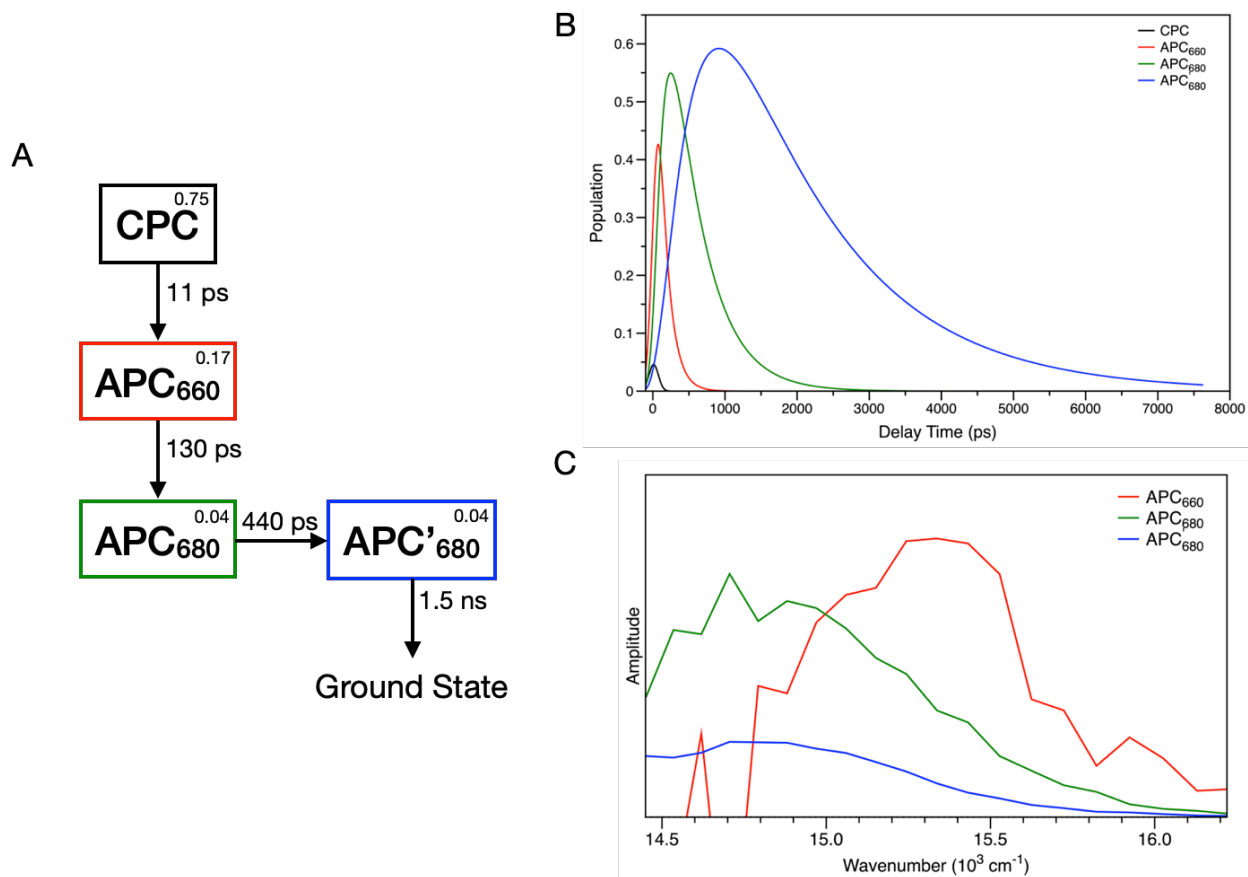 A
0.75
CPC
11 ps
0.17
APC660
130 ps
0.04
APC680
440 ps
0.04
APC’680
1.5 ns
Ground State
B
CPC
APC660
APC680
APC680
0.6
0.5
0.4
0.3
0.2
0.1
0
Population
0 1000 2000 3000 4000 5000 6000 7000 8000
Delay Time (ps)
C
APC660
APC680
APC680
Amplitude
14.5 15.0 15.5 16.0
Wavenumber (10³ cm⁻¹)